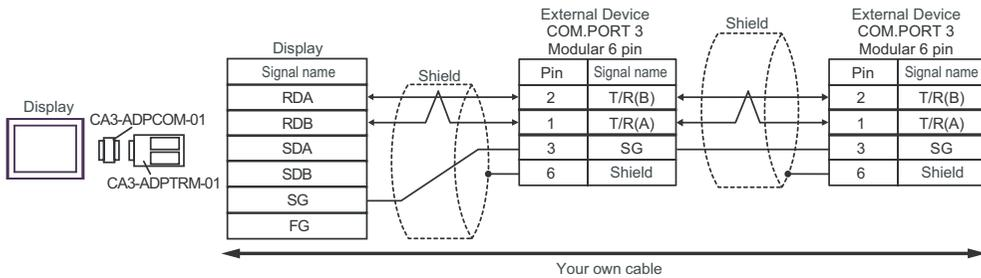 Display
CA3-ADPCOM-01
CA3-ADPTRM-01
Display
Signal name
RDA
RDB
SDA
SDB
SG
FG
Shield
External Device
COM.PORT 3
Modular 6 pin
Pin Signal name
2 T/R(B)
1 T/R(A)
3 SG
6 Shield
Shield
External Device
COM.PORT 3
Modular 6 pin
Pin Signal name
2 T/R(B)
1 T/R(A)
3 SG
6 Shield
Your own cable